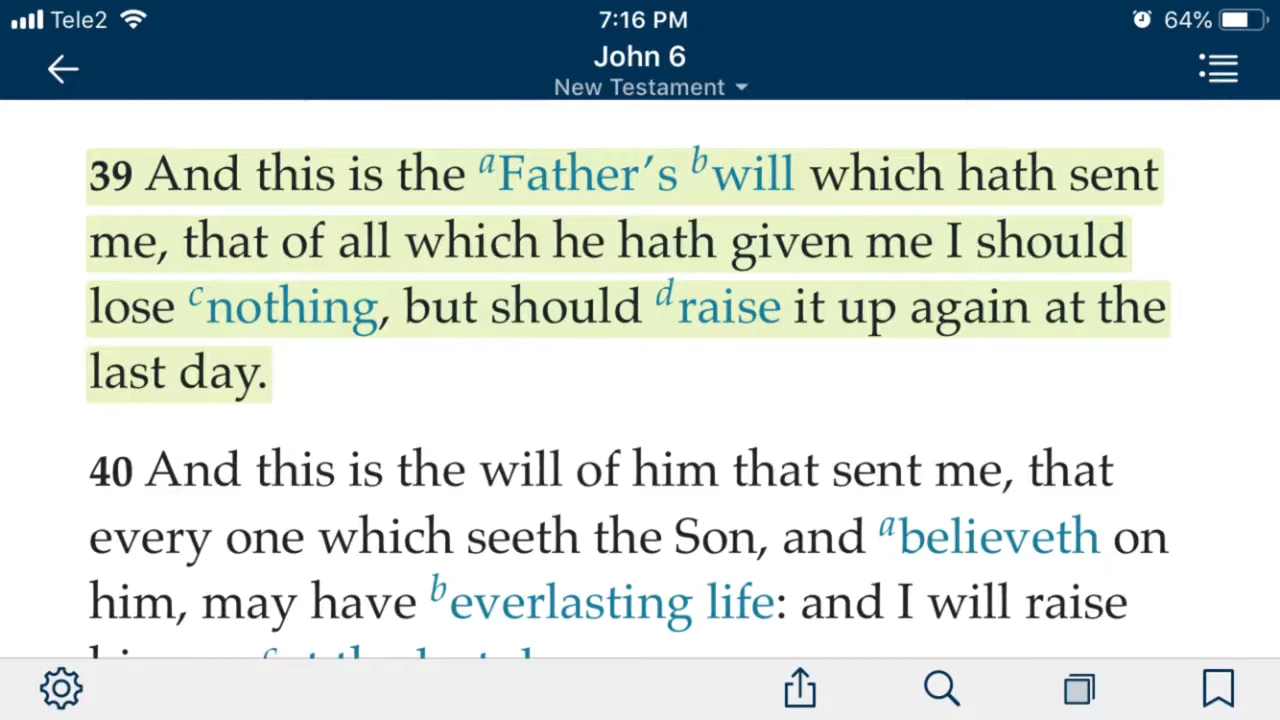 Tele2 7:16 PM 64%
John 6
New Testament
39 And this is the aFather’s bwill which hath sent
me, that of all which he hath given me I should
lose cnothing, but should draise it up again at the
last day.
40 And this is the will of him that sent me, that
every one which seeth the Son, and abelieveth on
him, may have beverlasting life: and I will raise